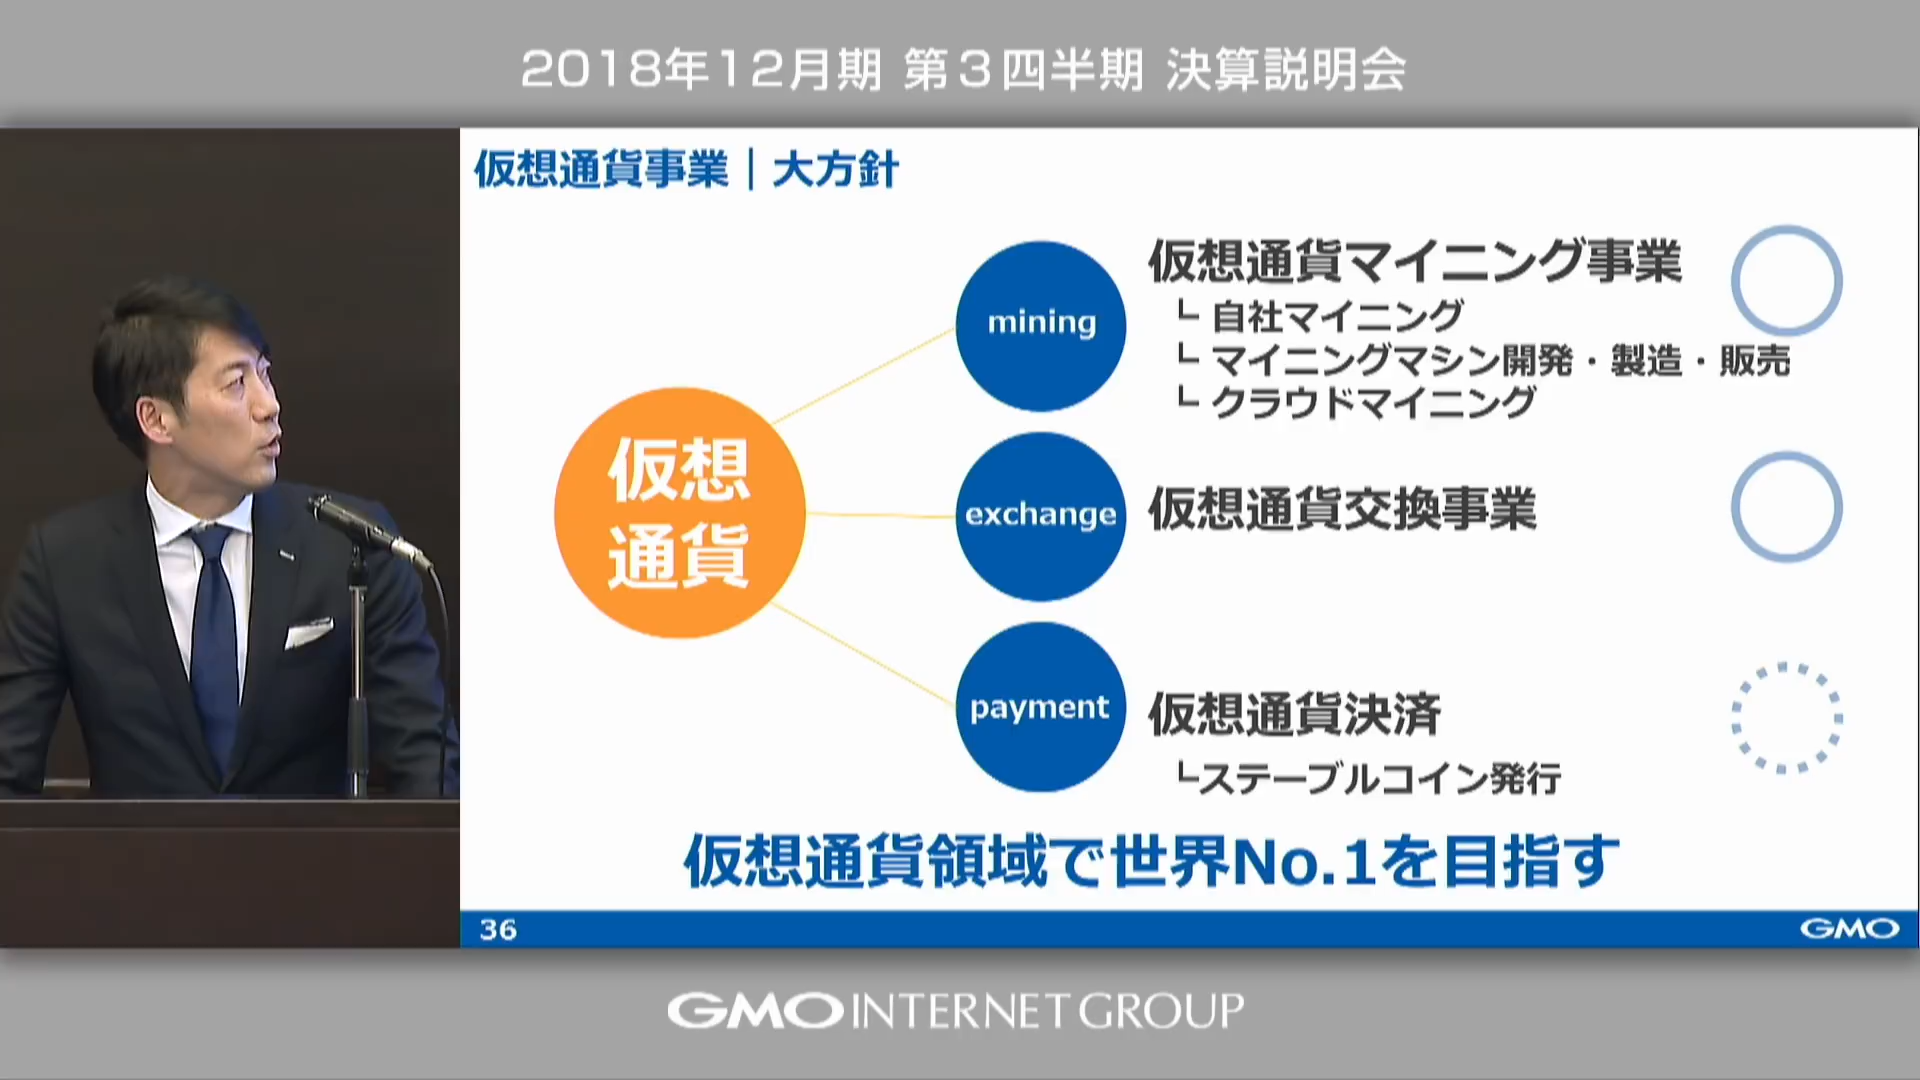 2018年12月期 第３四半期 決算説明会
仮想通貨事業｜大方針
仮想
通貨
mining
仮想通貨マイニング事業
┗ 自社マイニング
┗ マイニングマシン開発・製造・販売
┗ クラウドマイニング
exchange
仮想通貨交換事業
payment
仮想通貨決済
┗ステーブルコイン発行
仮想通貨領域で世界No.1を目指す
36
GMO
GMO INTERNET GROUP